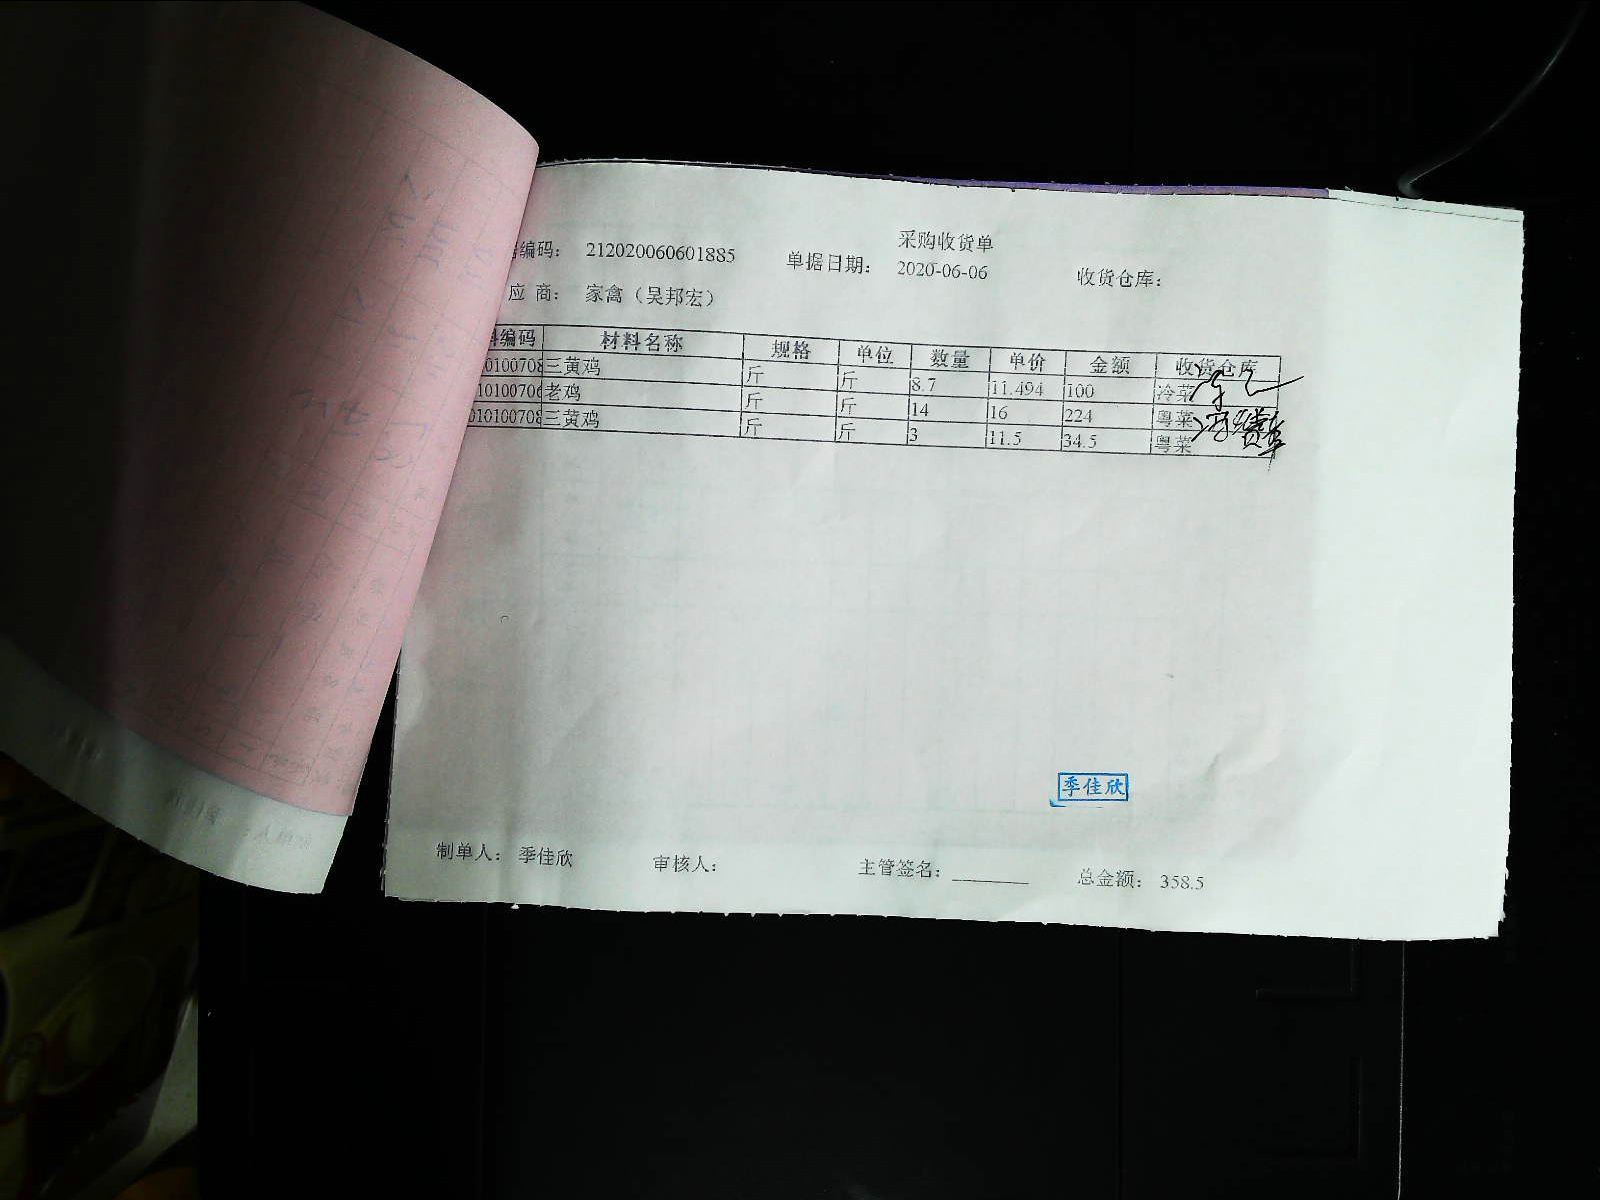 采购收货单
编码： 212020060601885 单据日期： 2020-06-06 收货仓库：
应 商： 家禽（吴邦宏）
编码 材料名称 规格 单位 数量 单价 金额 收货仓库
10100708 三黄鸡 斤 斤 8.7 11.494 100 冷菜
1010070 老鸡 斤 斤 14 16 224 粤菜
010100708 三黄鸡 斤 斤 3 11.5 34.5 粤菜
季佳欣
制单人： 季佳欣 审核人： 主管签名： 总金额： 358.5